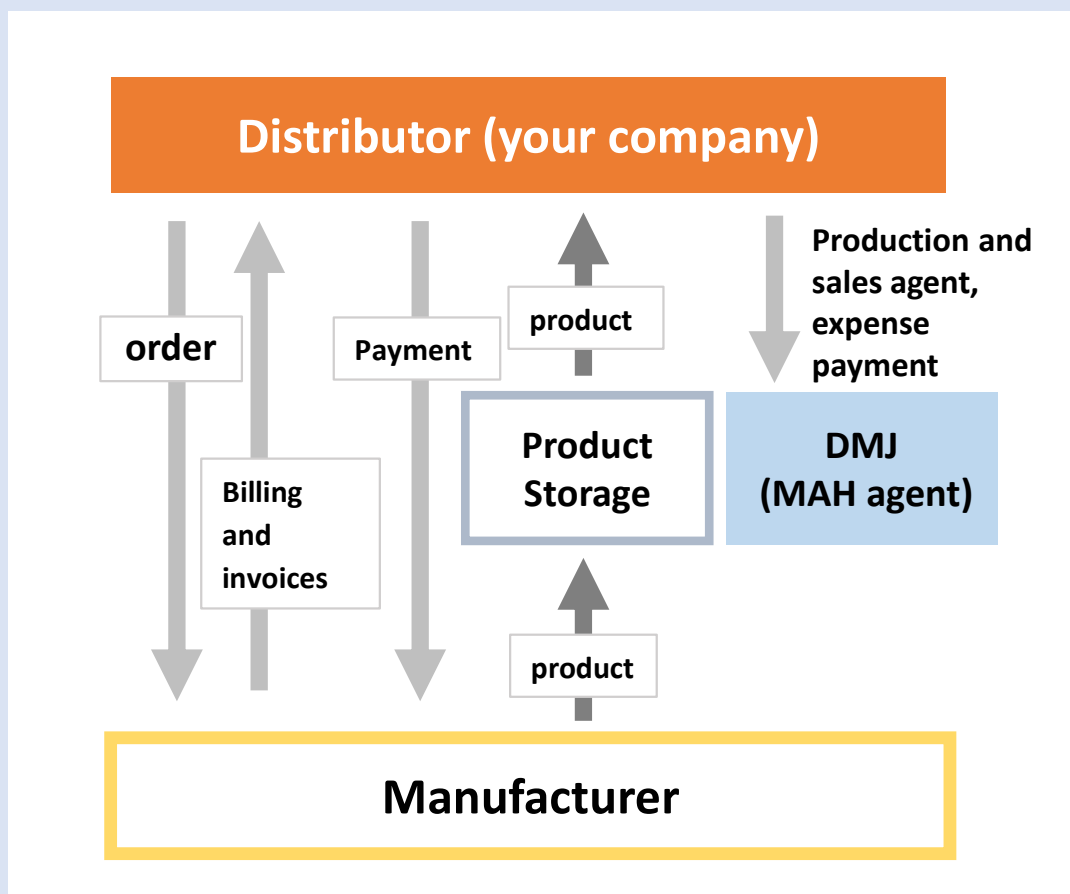 Distributor (your company)
order
Billing
and
invoices
Payment
product
Production and
sales agent,
expense
payment
Product
Storage
DMJ
(MAH agent)
product
Manufacturer